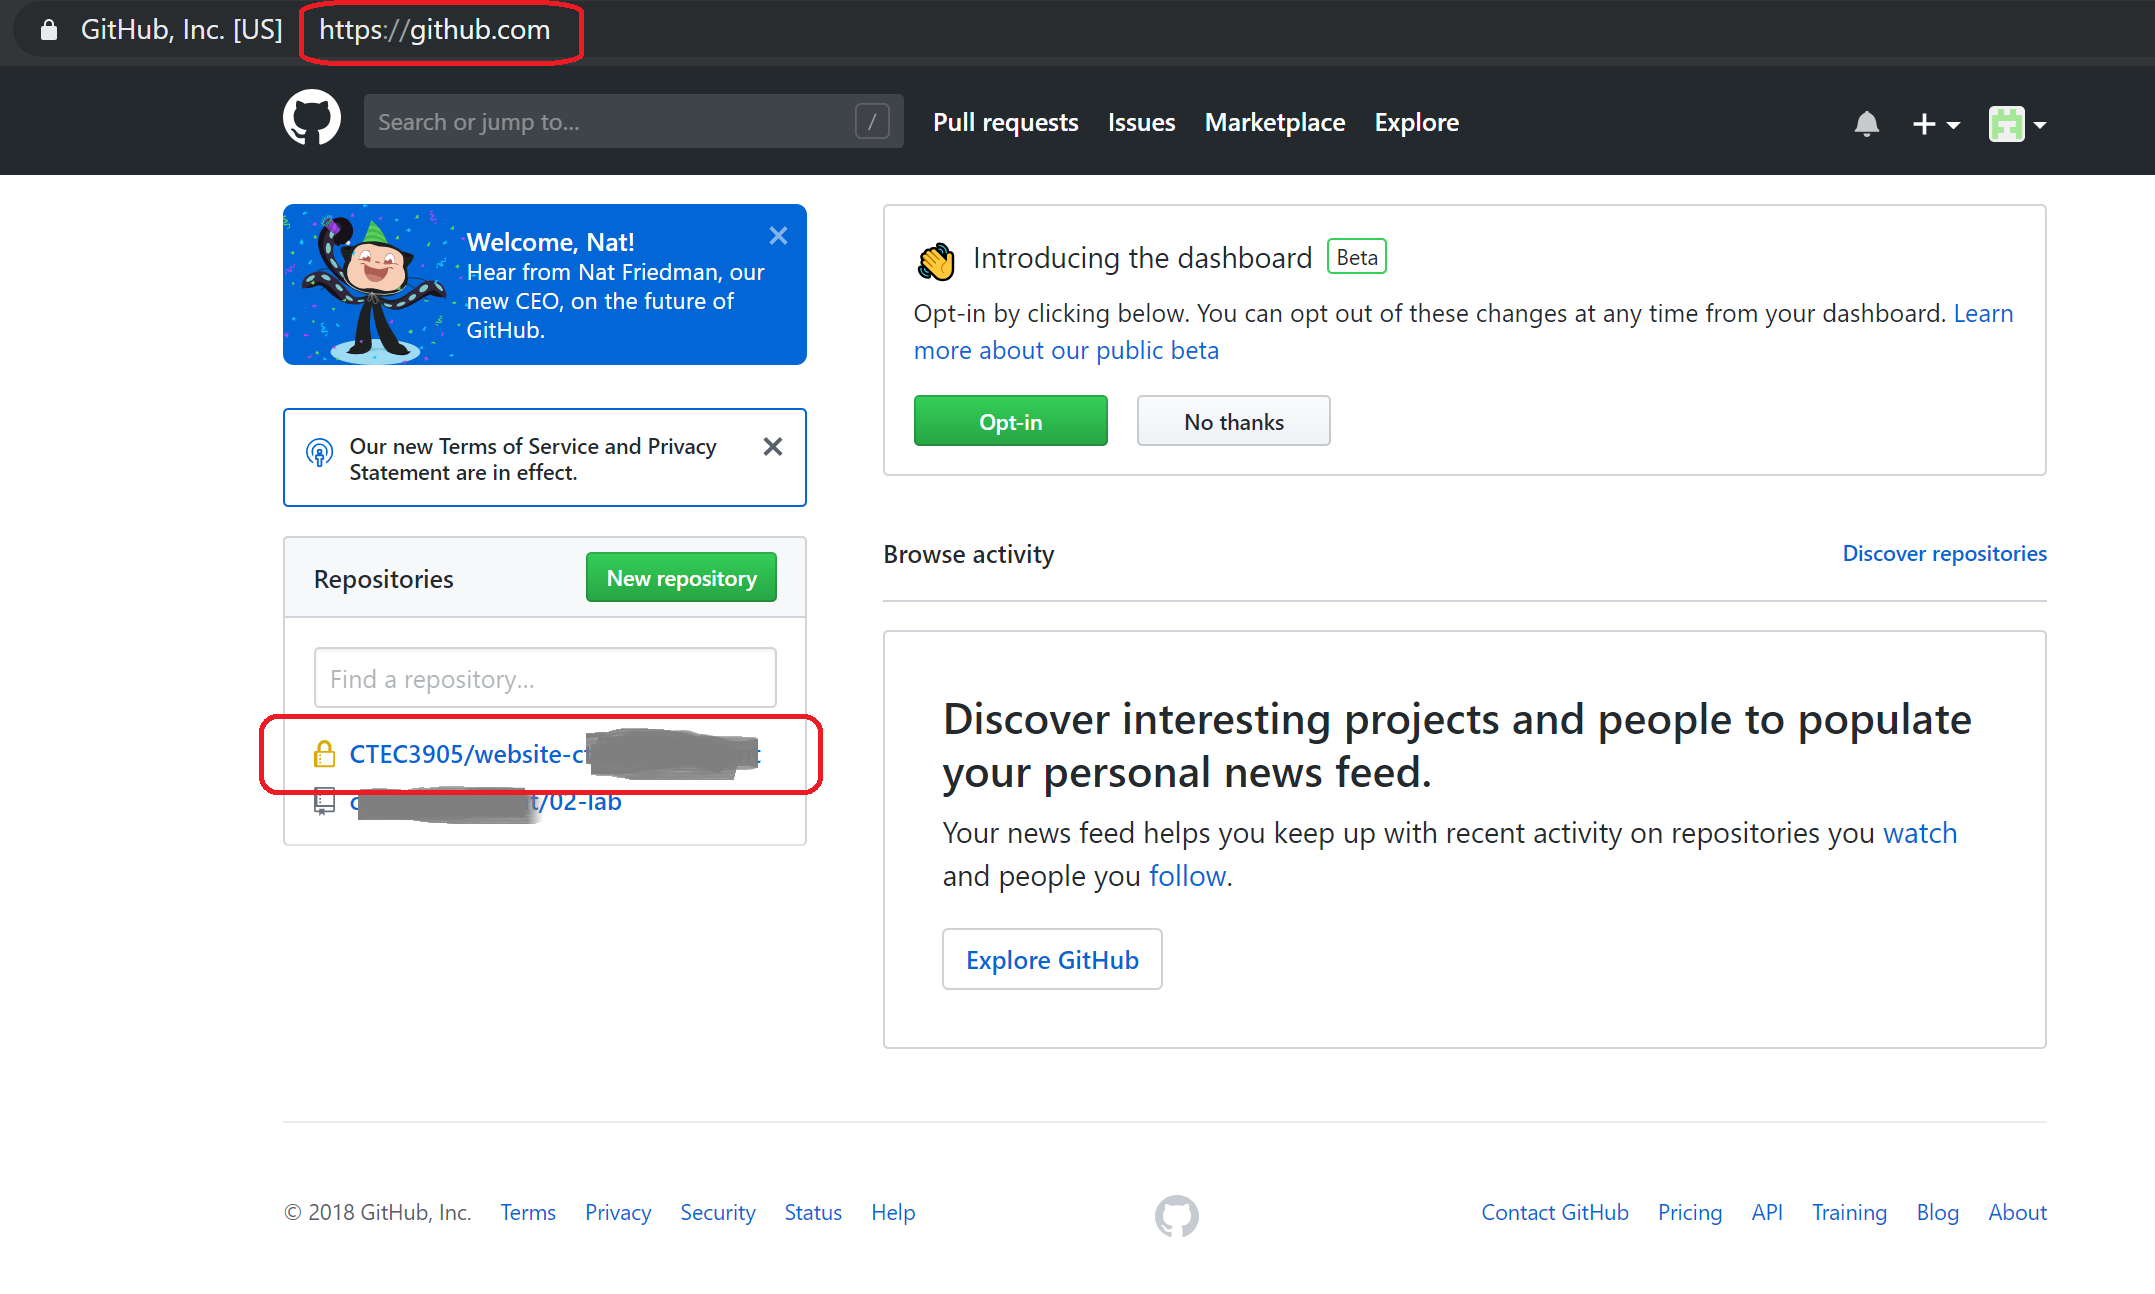 GitHub, Inc. [US] https://github.com
Search or jump to... / Pull requests Issues Marketplace Explore
Welcome, Nat!
Hear from Nat Friedman, our
new CEO, on the future of
GitHub.
Our new Terms of Service and Privacy
Statement are in effect.
Repositories New repository
Find a repository...
CTEC3905/website-
/02-lab
Introducing the dashboard Beta
Opt-in by clicking below. You can opt out of these changes at any time from your dashboard. Learn
more about our public beta
Opt-in No thanks
Browse activity Discover repositories
Discover interesting projects and people to populate
your personal news feed.
Your news feed helps you keep up with recent activity on repositories you watch
and people you follow.
Explore GitHub
© 2018 GitHub, Inc. Terms Privacy Security Status Help Contact GitHub Pricing API Training Blog About